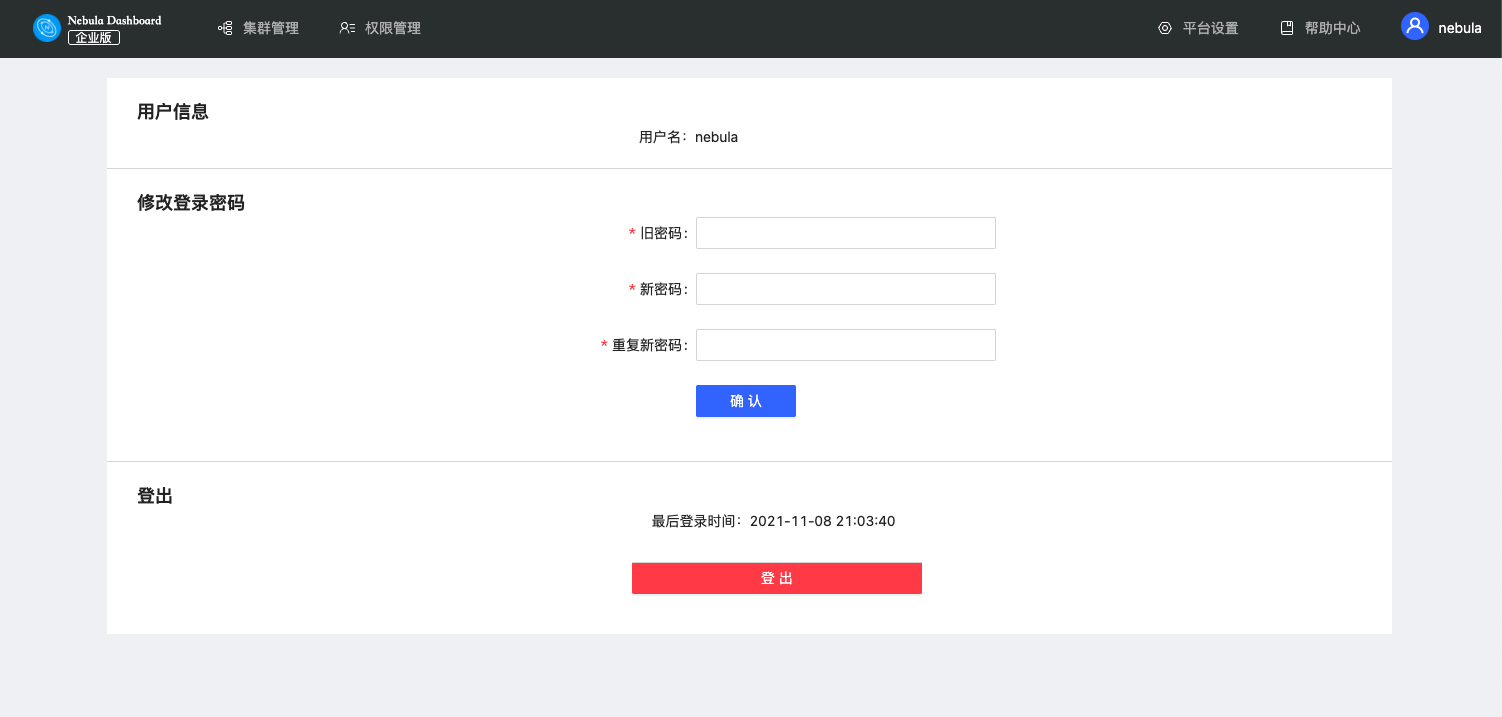 Nebula Dashboard
企业版
集群管理
权限管理
平台设置
帮助中心
nebula
用户信息
用户名：nebula
修改登录密码
* 旧密码：
* 新密码：
* 重复新密码：
确 认
登出
最后登录时间：2021-11-08 21:03:40
登 出